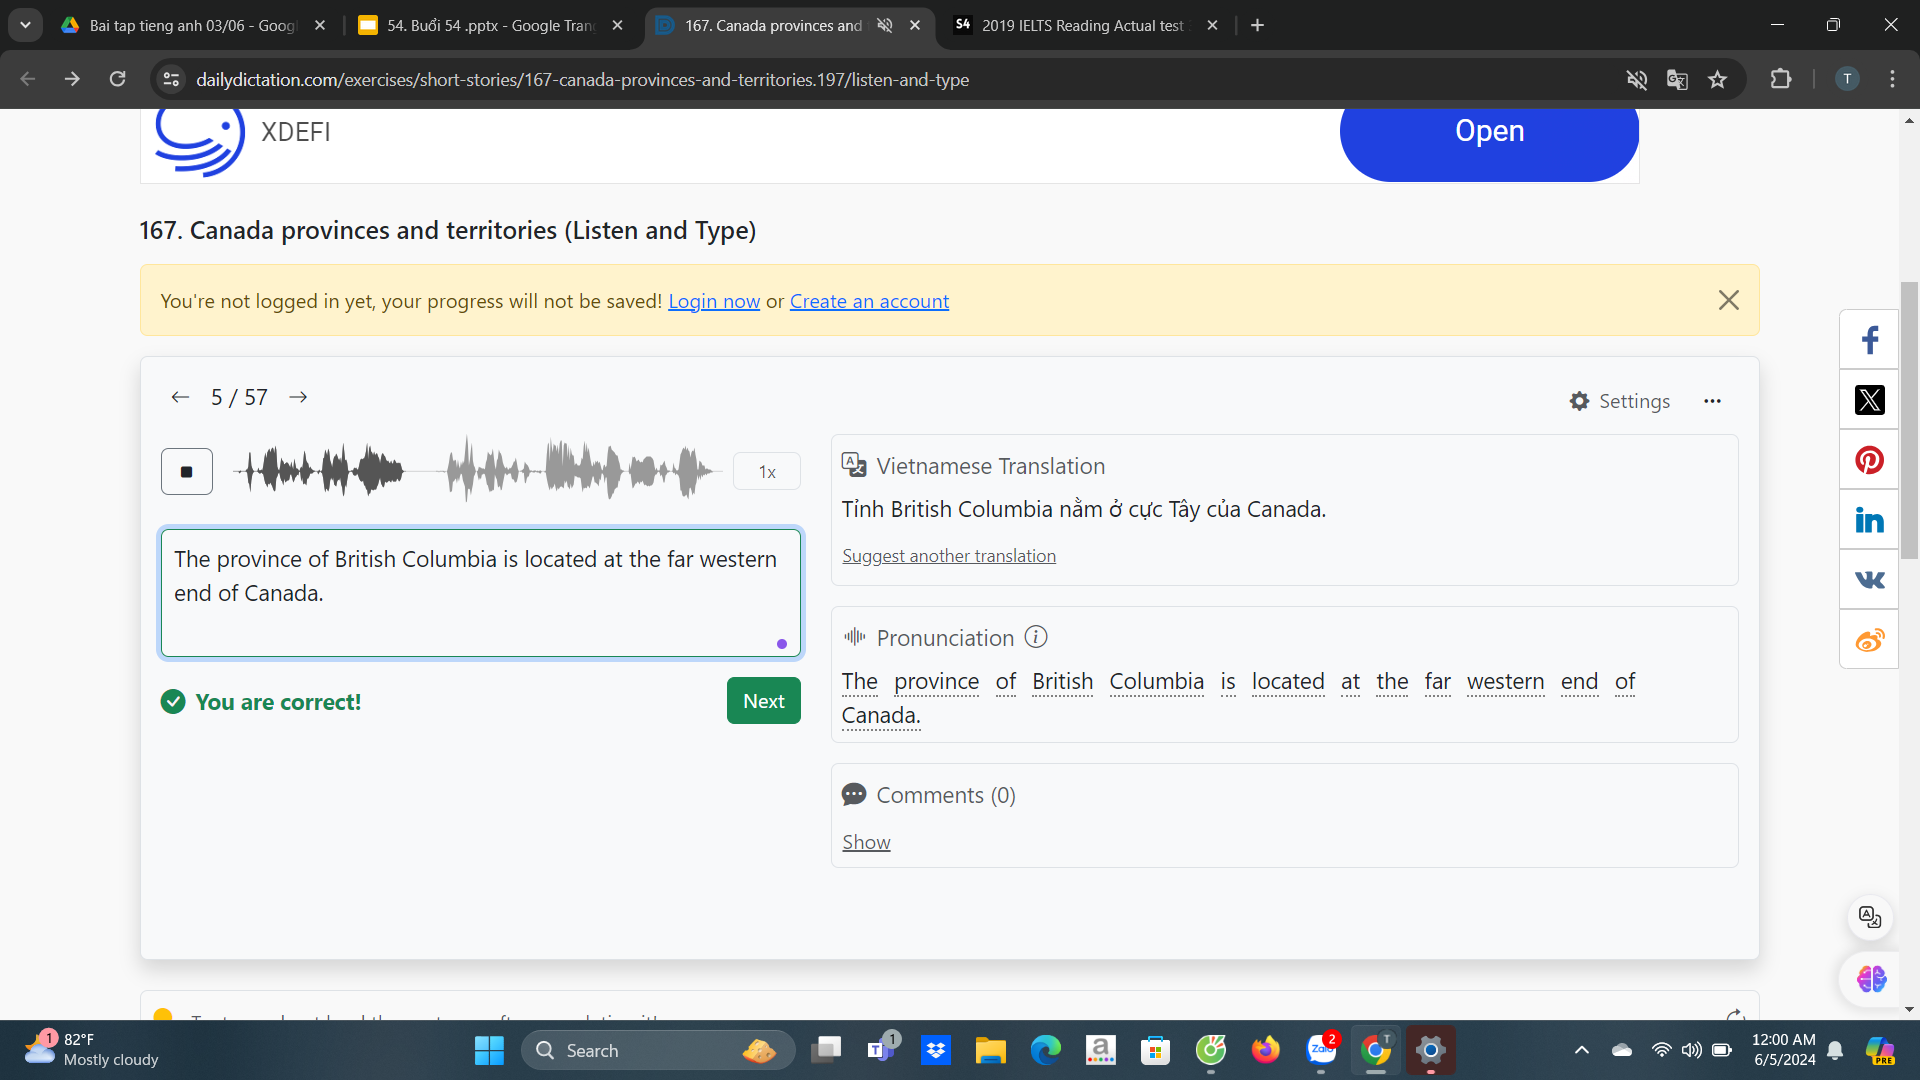 Bai tap tieng anh 03/06 - Googl
54. Buổi 54 .pptx - Google Tran
167. Canada provinces and
S4 2019 IELTS Reading Actual test
dailydictation.com/exercises/short-stories/167-canada-provinces-and-territories.197/listen-and-type
T
XDEFI
Open
167. Canada provinces and territories (Listen and Type)
You're not logged in yet, your progress will not be saved! Login now or Create an account
5 / 57
Settings
1x
Vietnamese Translation
Tỉnh British Columbia nằm ở cực Tây của Canada.
Suggest another translation
The province of British Columbia is located at the far western
end of Canada.
You are correct!
Next
Pronunciation
The province of British Columbia is located at the far western end of
Canada.
Comments (0)
Show
1
82°F
Mostly cloudy
Search
1
a
Zalo
2
T
PRE
12:00 AM
6/5/2024